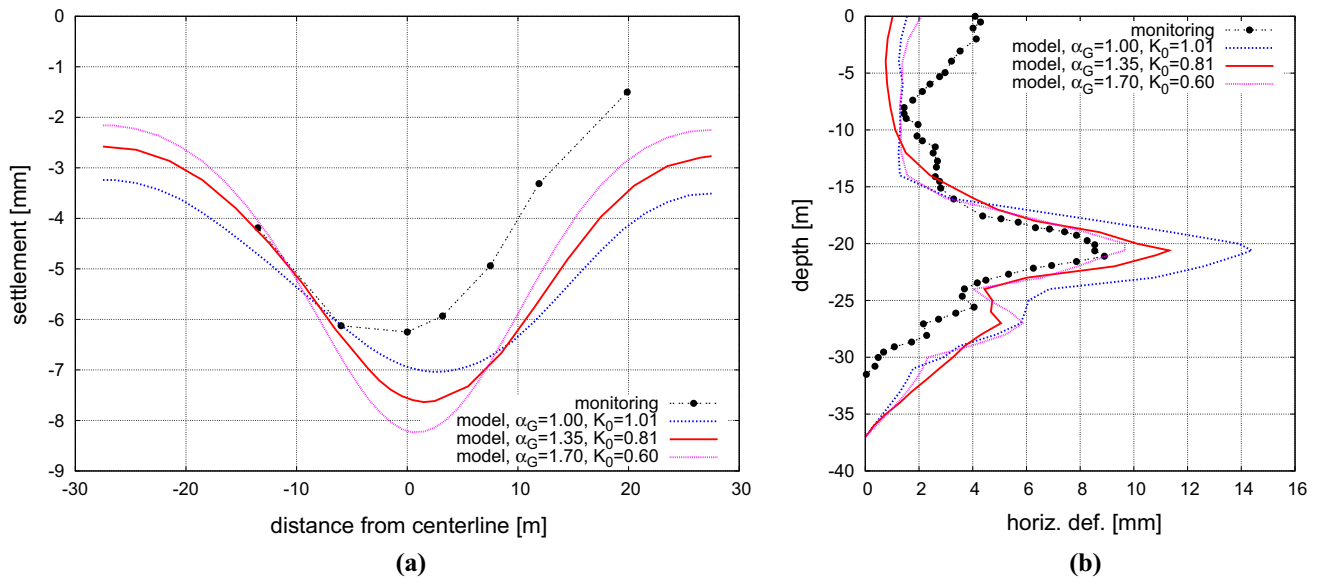 0
-1
-2
-3
-4
-5
-6
-7
-8
-9
settlement [mm]
monitoring
model, αG=1.00, K0=1.01
model, αG=1.35, K0=0.81
model, αG=1.70, K0=0.60
-30 -20 -10 0 10 20 30
distance from centerline [m]
(a)
0
-5
-10
-15
-20
-25
-30
-35
-40
depth [m]
monitoring
model, αG=1.00, K0=1.01
model, αG=1.35, K0=0.81
model, αG=1.70, K0=0.60
0 2 4 6 8 10 12 14 16
horiz. def. [mm]
(b)